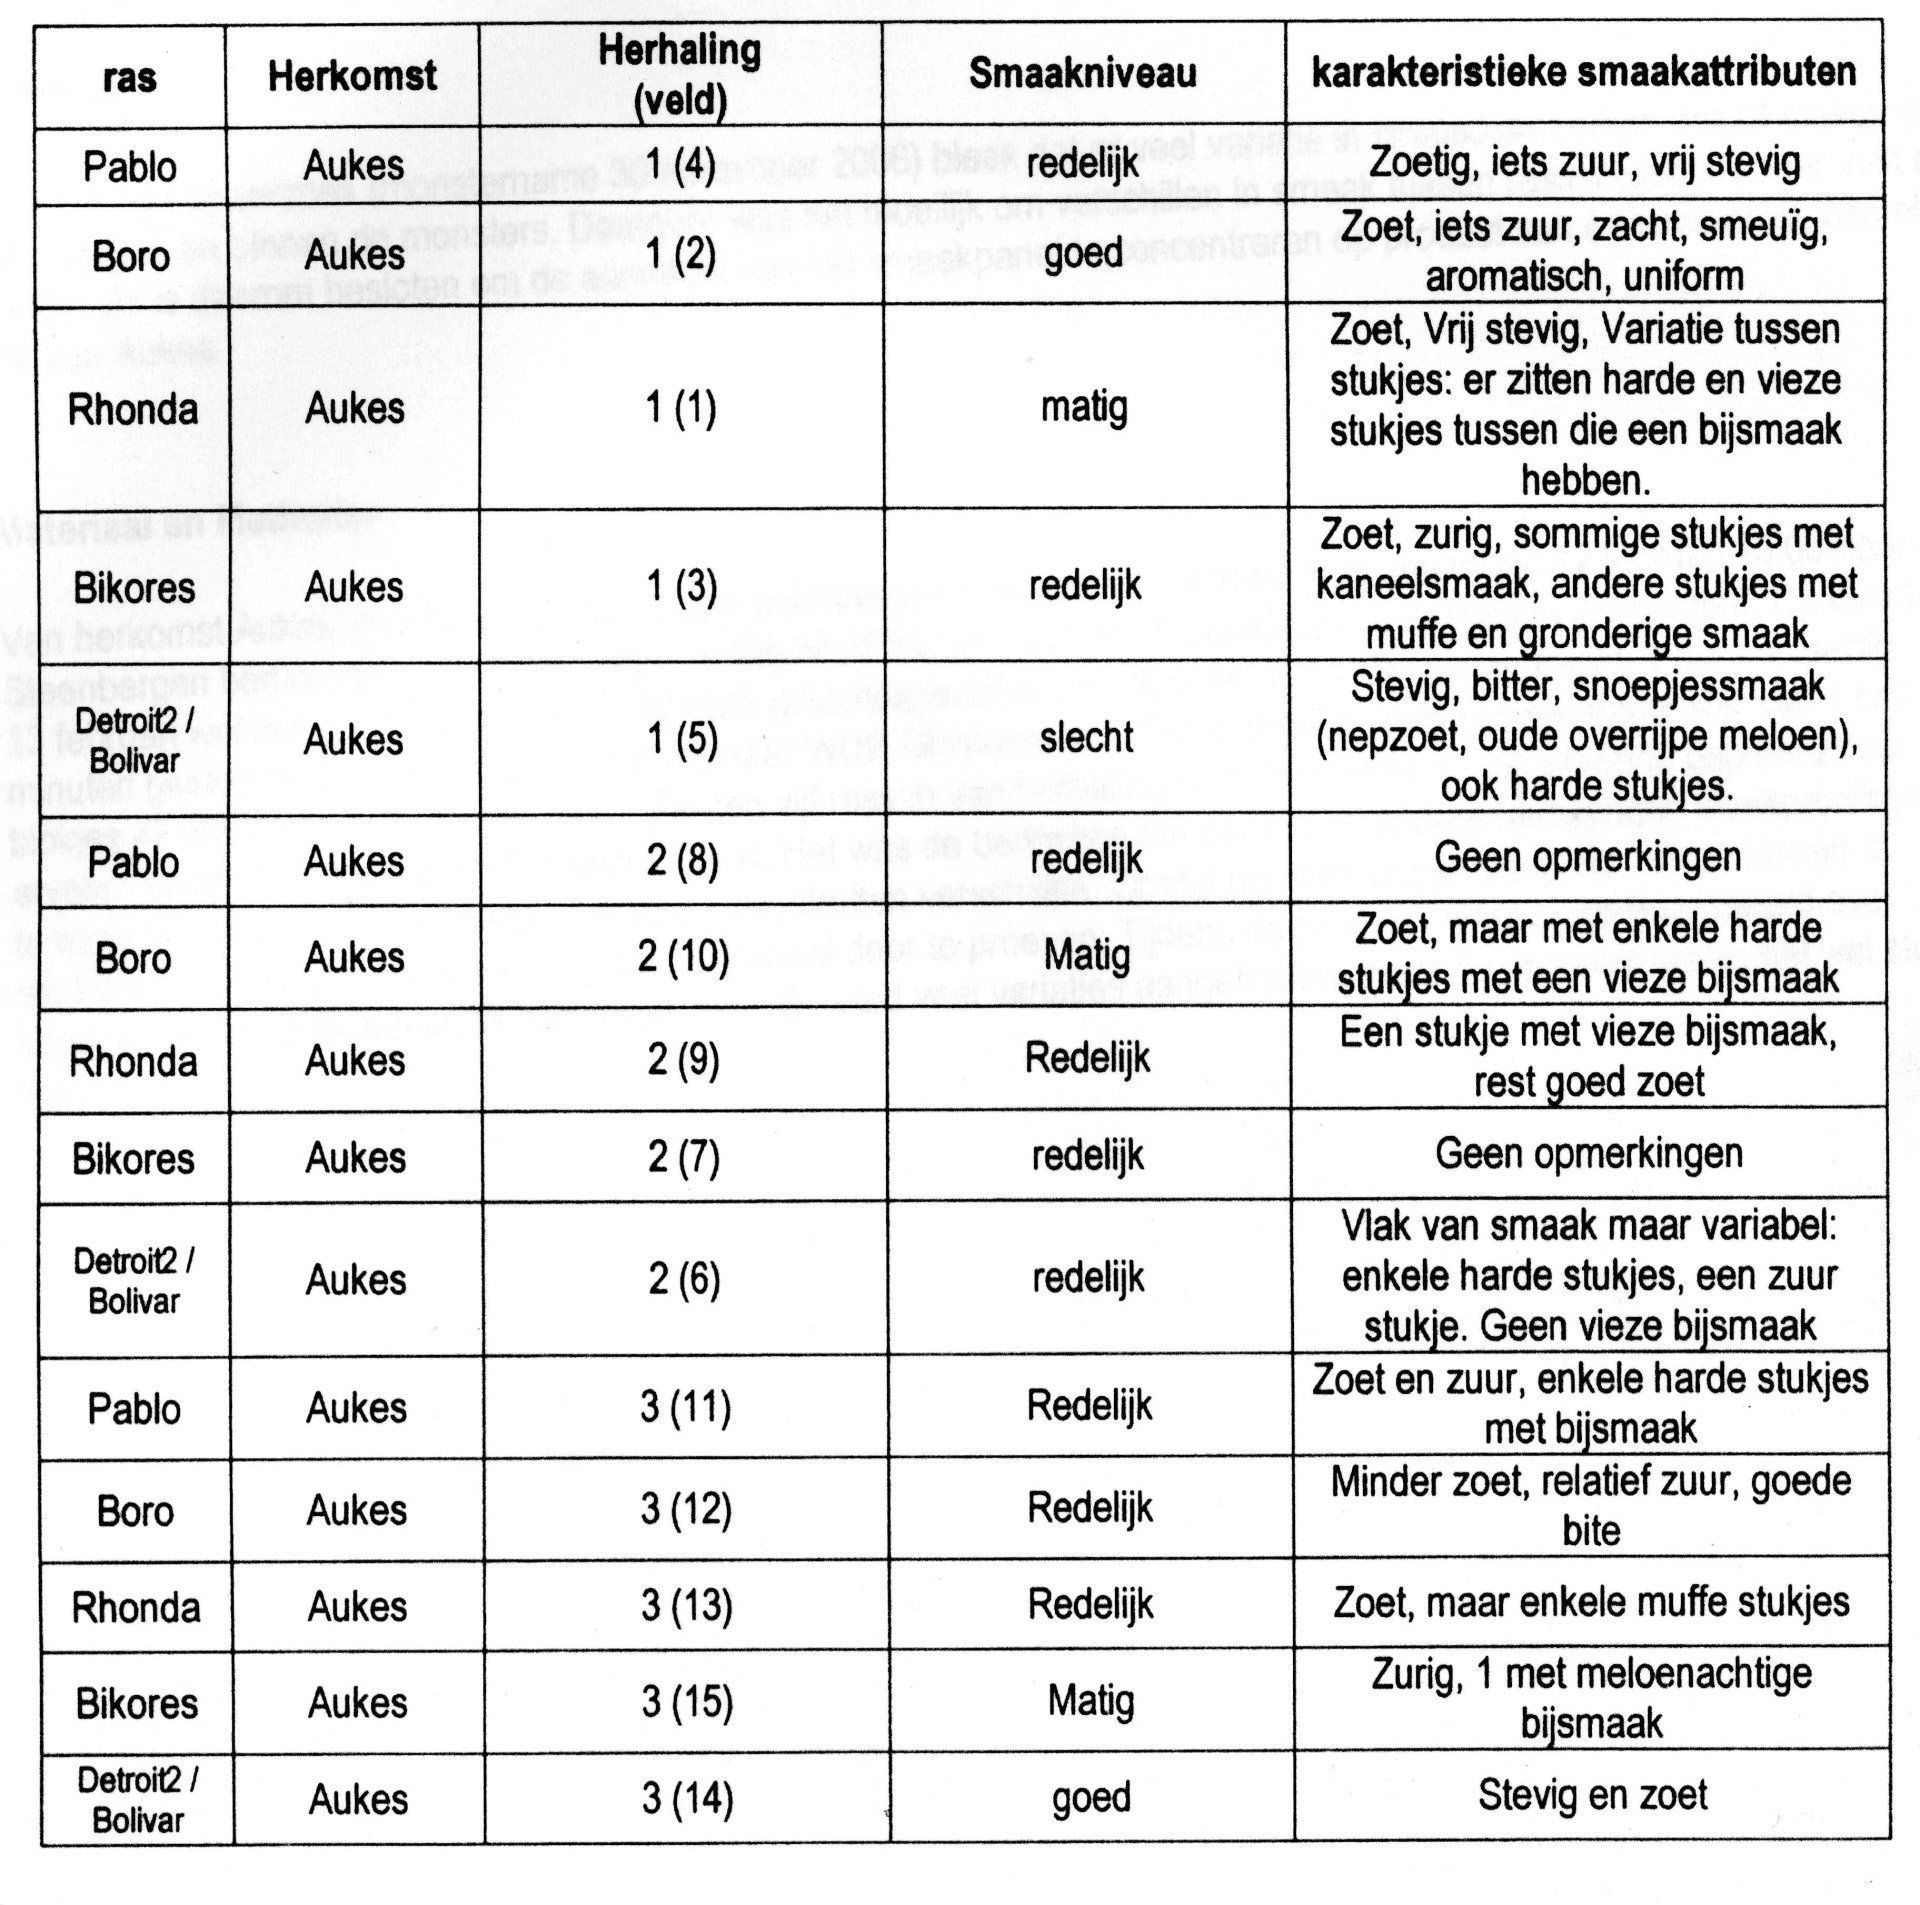 ras Herkomst Herhaling (veld) Smaakniveau karakteristieke smaakattributen
Pablo Aukes 1 (4) redelijk Zoetig, iets zuur, vrij stevig
Boro Aukes 1 (2) goed Zoet, iets zuur, zacht, smeuïg,
aromatisch, uniform
Rhonda Aukes 1 (1) matig Zoet, Vrij stevig, Variatie tussen
stukjes: er zitten harde en vieze
stukjes tussen die een bijsmaak
hebben.
Bikores Aukes 1 (3) redelijk Zoet, zurig, sommige stukjes met
kaneelsmaak, andere stukjes met
muffe en gronderige smaak
Detroit2 /
Bolivar Aukes 1 (5) slecht Stevig, bitter, snoepjessmaak
(nepzoet, oude overrijpe meloen),
ook harde stukjes.
Pablo Aukes 2 (8) redelijk Geen opmerkingen
Boro Aukes 2 (10) Matig Zoet, maar met enkele harde
stukjes met een vieze bijsmaak
Rhonda Aukes 2 (9) Redelijk Een stukje met vieze bijsmaak,
rest goed zoet
Bikores Aukes 2 (7) redelijk Geen opmerkingen
Detroit2 /
Bolivar Aukes 2 (6) redelijk Vlak van smaak maar variabel:
enkele harde stukjes, een zuur
stukje. Geen vieze bijsmaak
Pablo Aukes 3 (11) Redelijk Zoet en zuur, enkele harde stukjes
met bijsmaak
Boro Aukes 3 (12) Redelijk Minder zoet, relatief zuur, goede
bite
Rhonda Aukes 3 (13) Redelijk Zoet, maar enkele muffe stukjes
Bikores Aukes 3 (15) Matig Zurig, 1 met meloenachtige
bijsmaak
Detroit2 /
Bolivar Aukes 3 (14) goed Stevig en zoet